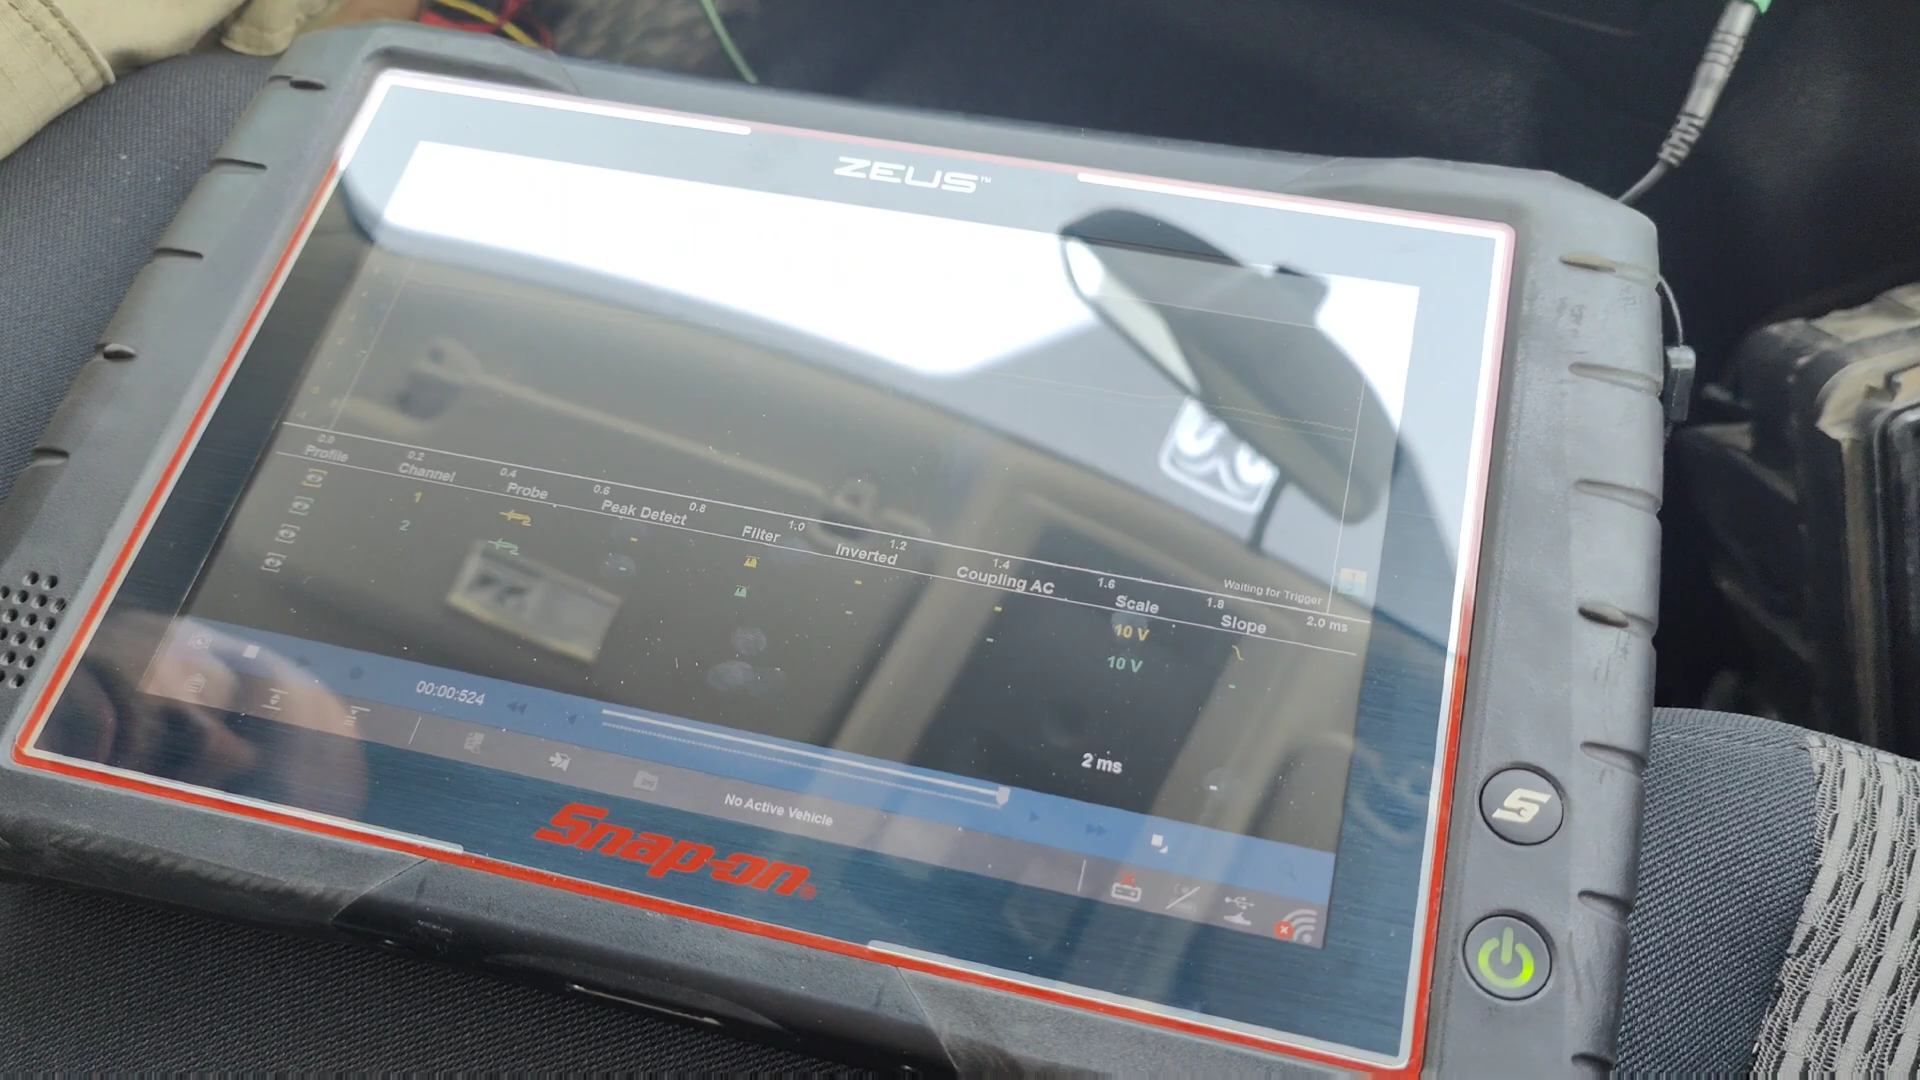 ZEUS™
0.0 0.2 0.4 0.6 0.8 1.0 1.2 1.4 1.6 1.8 2.0 ms
Waiting for Trigger
Profile Channel Probe Peak Detect Filter Inverted Coupling AC Scale Slope
1 10 V
2 10 V
2 ms
00:00:524
No Active Vehicle
Snap-on®
S